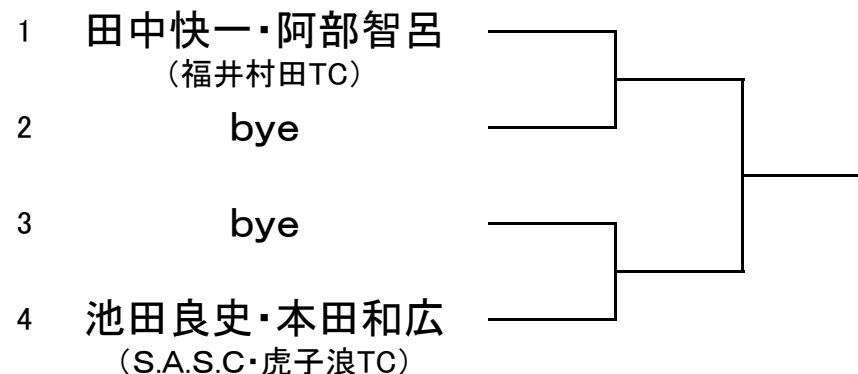 1 田中快一・阿部智呂
（福井村田TC）
2 bye
3 bye
4 池田良史・本田和広
（S.A.S.C・虎子浪TC）